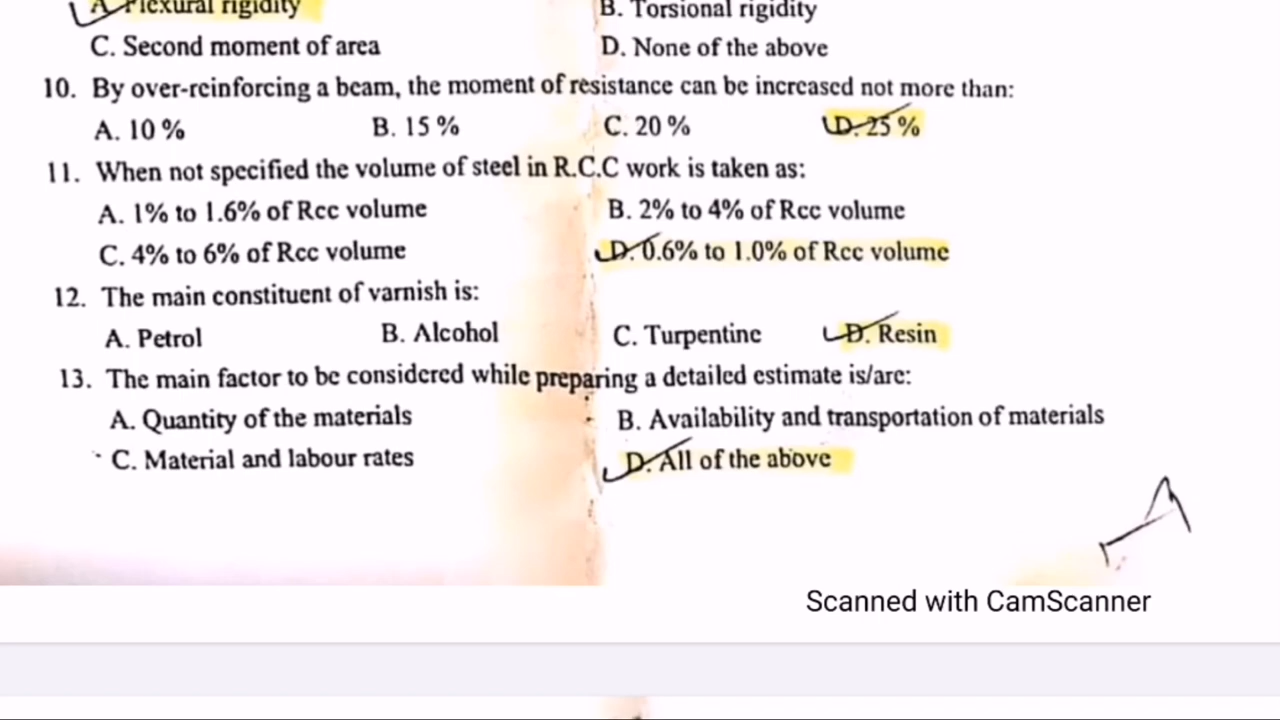 A. Flexural rigidity B. Torsional rigidity
C. Second moment of area D. None of the above
10. By over-reinforcing a beam, the moment of resistance can be increased not more than:
A. 10 % B. 15 % C. 20 % D. 25 %
11. When not specified the volume of steel in R.C.C work is taken as:
A. 1% to 1.6% of Rcc volume B. 2% to 4% of Rcc volume
C. 4% to 6% of Rcc volume D. 0.6% to 1.0% of Rcc volume
12. The main constituent of varnish is:
A. Petrol B. Alcohol C. Turpentine D. Resin
13. The main factor to be considered while preparing a detailed estimate is/are:
A. Quantity of the materials B. Availability and transportation of materials
C. Material and labour rates D. All of the above
Scanned with CamScanner